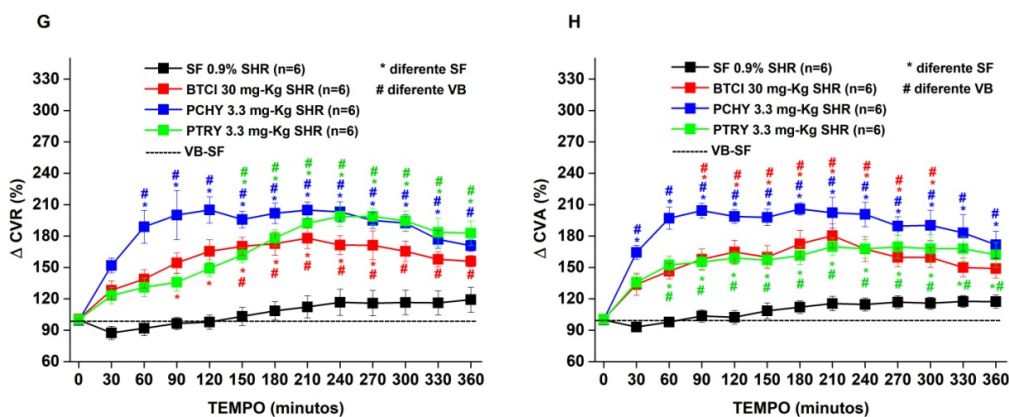 G
SF 0.9% SHR (n=6)
BTCI 30 mg-Kg SHR (n=6)
PCHY 3.3 mg-Kg SHR (n=6)
PTRY 3.3 mg-Kg SHR (n=6)
VB-SF
* diferente SF
# diferente VB
Δ CVR (%)
330
300
270
240
210
180
150
120
90
60
0 30 60 90 120 150 180 210 240 270 300 330 360
TEMPO (minutos)
H
SF 0.9% SHR (n=6)
BTCI 30 mg-Kg SHR (n=6)
PCHY 3.3 mg-Kg SHR (n=6)
PTRY 3.3 mg-Kg SHR (n=6)
VB-SF
* diferente SF
# diferente VB
Δ CVA (%)
330
300
270
240
210
180
150
120
90
60
0 30 60 90 120 150 180 210 240 270 300 330 360
TEMPO (minutos)